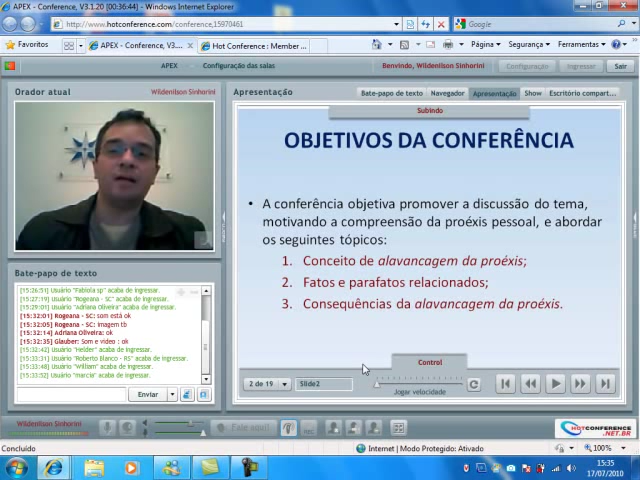 APEX - Conference, V3.1.20 [00:36:44] - Windows Internet Explorer
http://www.hotconference.com/conference,15970461
Google
Favoritos
APEX - Conference, V3....
Hot Conference : Member ...
Página
Segurança
Ferramentas
APEX
Configuração das salas
Benvindo, Wildenilson Sinhorini
Configuração
Ingressar
Sair
Orador atual
Wildenilson Sinhorini
Apresentação
Bate-papo de texto
Navegador
Apresentação
Show
Escritório compart...
Subindo
OBJETIVOS DA CONFERÊNCIA
• A conferência objetiva promover a discussão do tema,
motivando a compreensão da proéxis pessoal, e abordar
os seguintes tópicos:
1. Conceito de alavancagem da proéxis;
2. Fatos e parafatos relacionados;
3. Consequências da alavancagem da proéxis.
Bate-papo de texto
[15:26:51] Usuário "Fabiola sp" acaba de ingressar.
[15:27:19] Usuário "Rogeana - SC" acaba de ingressar.
[15:29:01] Usuário "Adriana Oliveira" acaba de ingressar.
[15:32:01] Rogeana - SC: som está ok
[15:32:05] Rogeana - SC: imagem tb
[15:32:14] Adriana Oliveira: ok
[15:32:35] Glauber: Som e video : ok
[15:32:42] Usuário "Helder" acaba de ingressar.
[15:33:31] Usuário "Roberto Blanco - RS" acaba de ingressar.
[15:33:48] Usuário "William" acaba de ingressar.
[15:33:52] Usuário "marcia" acaba de ingressar.
Enviar
Control
2 de 19
Slide2
Jogar velocidade
Wildenilson Sinhorini
Fale aqui!
REC
HOTCONFERENCE
.NET.BR
Concluído
Internet | Modo Protegido: Ativado
100%
15:35
17/07/2010